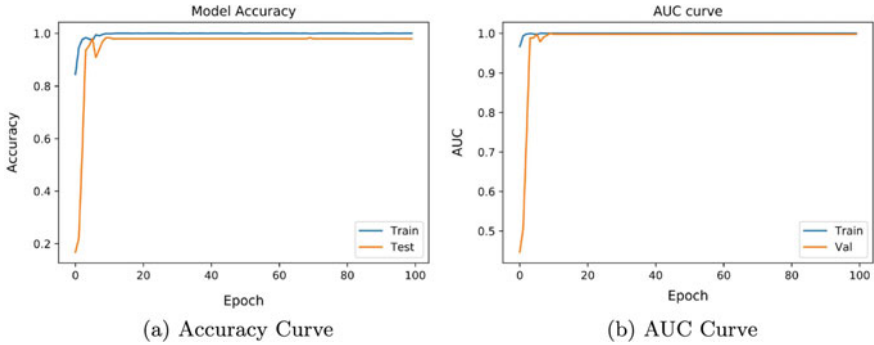 Model Accuracy
1.0
0.8
0.6
0.4
0.2
Accuracy
0 20 40 60 80 100
Epoch
Train
Test
(a) Accuracy Curve
AUC curve
1.0
0.9
0.8
0.7
0.6
0.5
AUC
0 20 40 60 80 100
Epoch
Train
Val
(b) AUC Curve